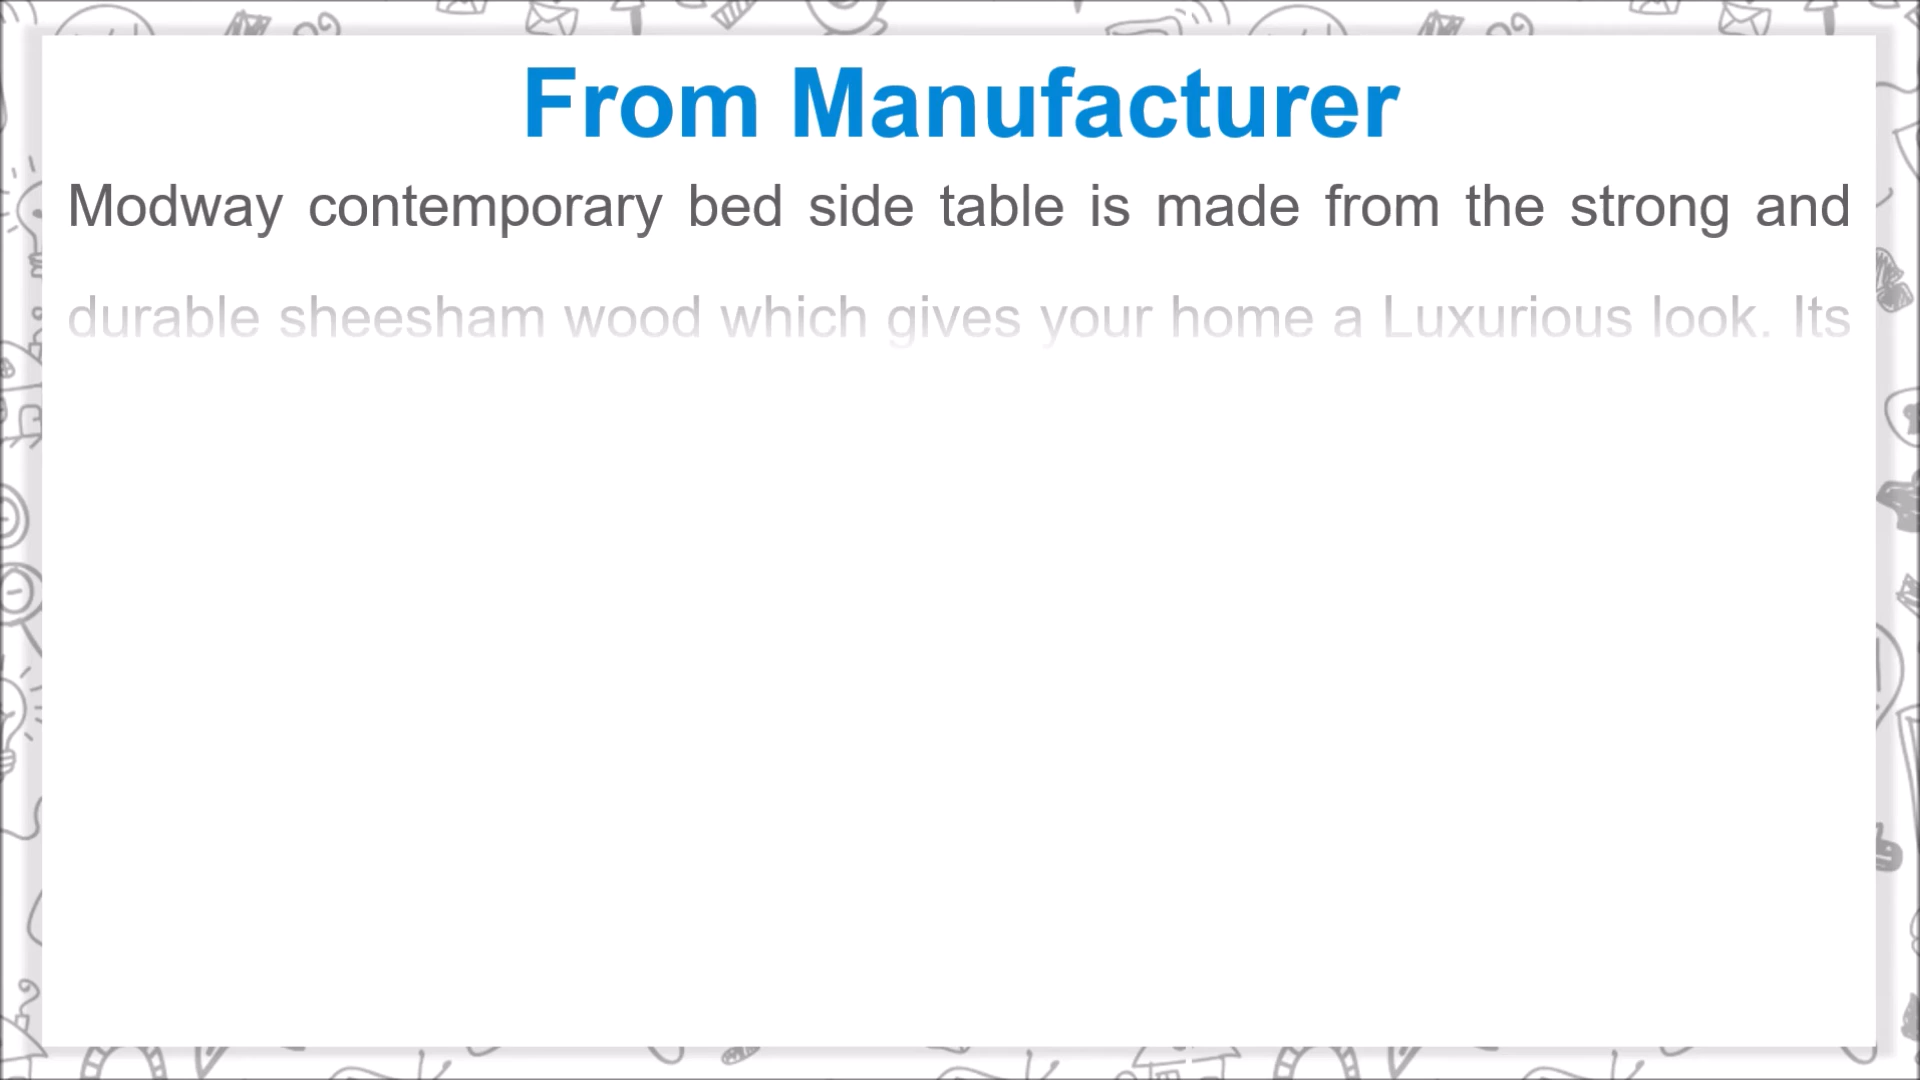 From Manufacturer
Modway contemporary bed side table is made from the strong and
durable sheesham wood which gives your home a Luxurious look. Its